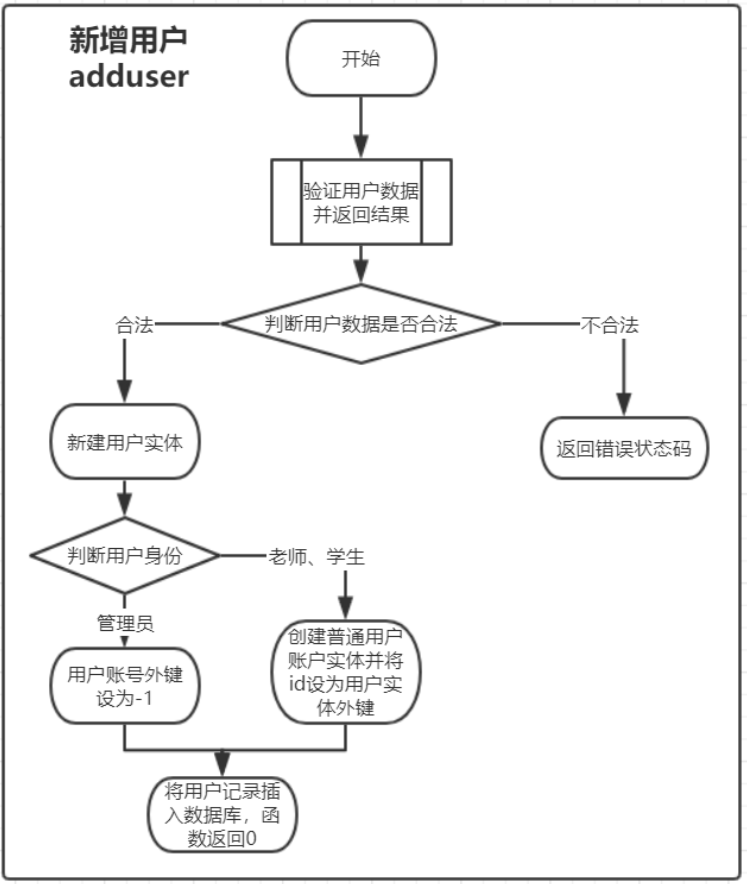 新增用户
adduser
开始
验证用户数据
并返回结果
判断用户数据是否合法
合法
不合法
新建用户实体
返回错误状态码
判断用户身份
老师、学生
管理员
用户账号外键
设为-1
创建普通用户
账户实体并将
id设为用户实
体外键
将用户记录插
入数据库，函
数返回0